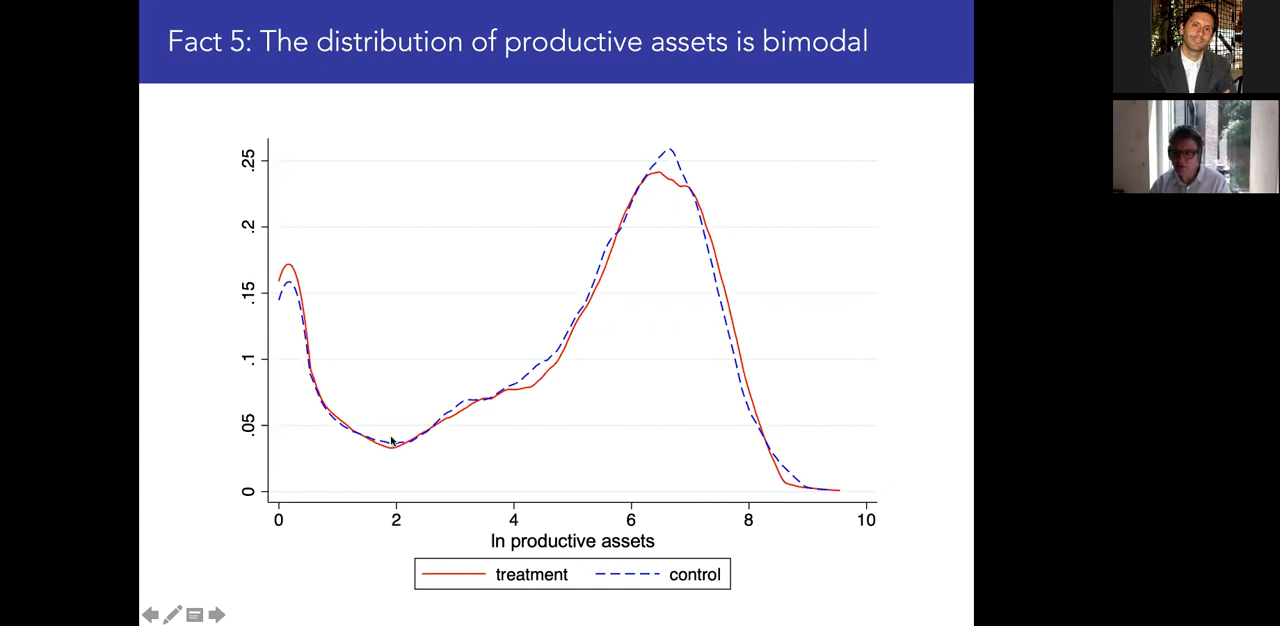 Fact 5: The distribution of productive assets is bimodal
.25
.2
.15
.1
.05
0
0 2 4 6 8 10
ln productive assets
treatment control